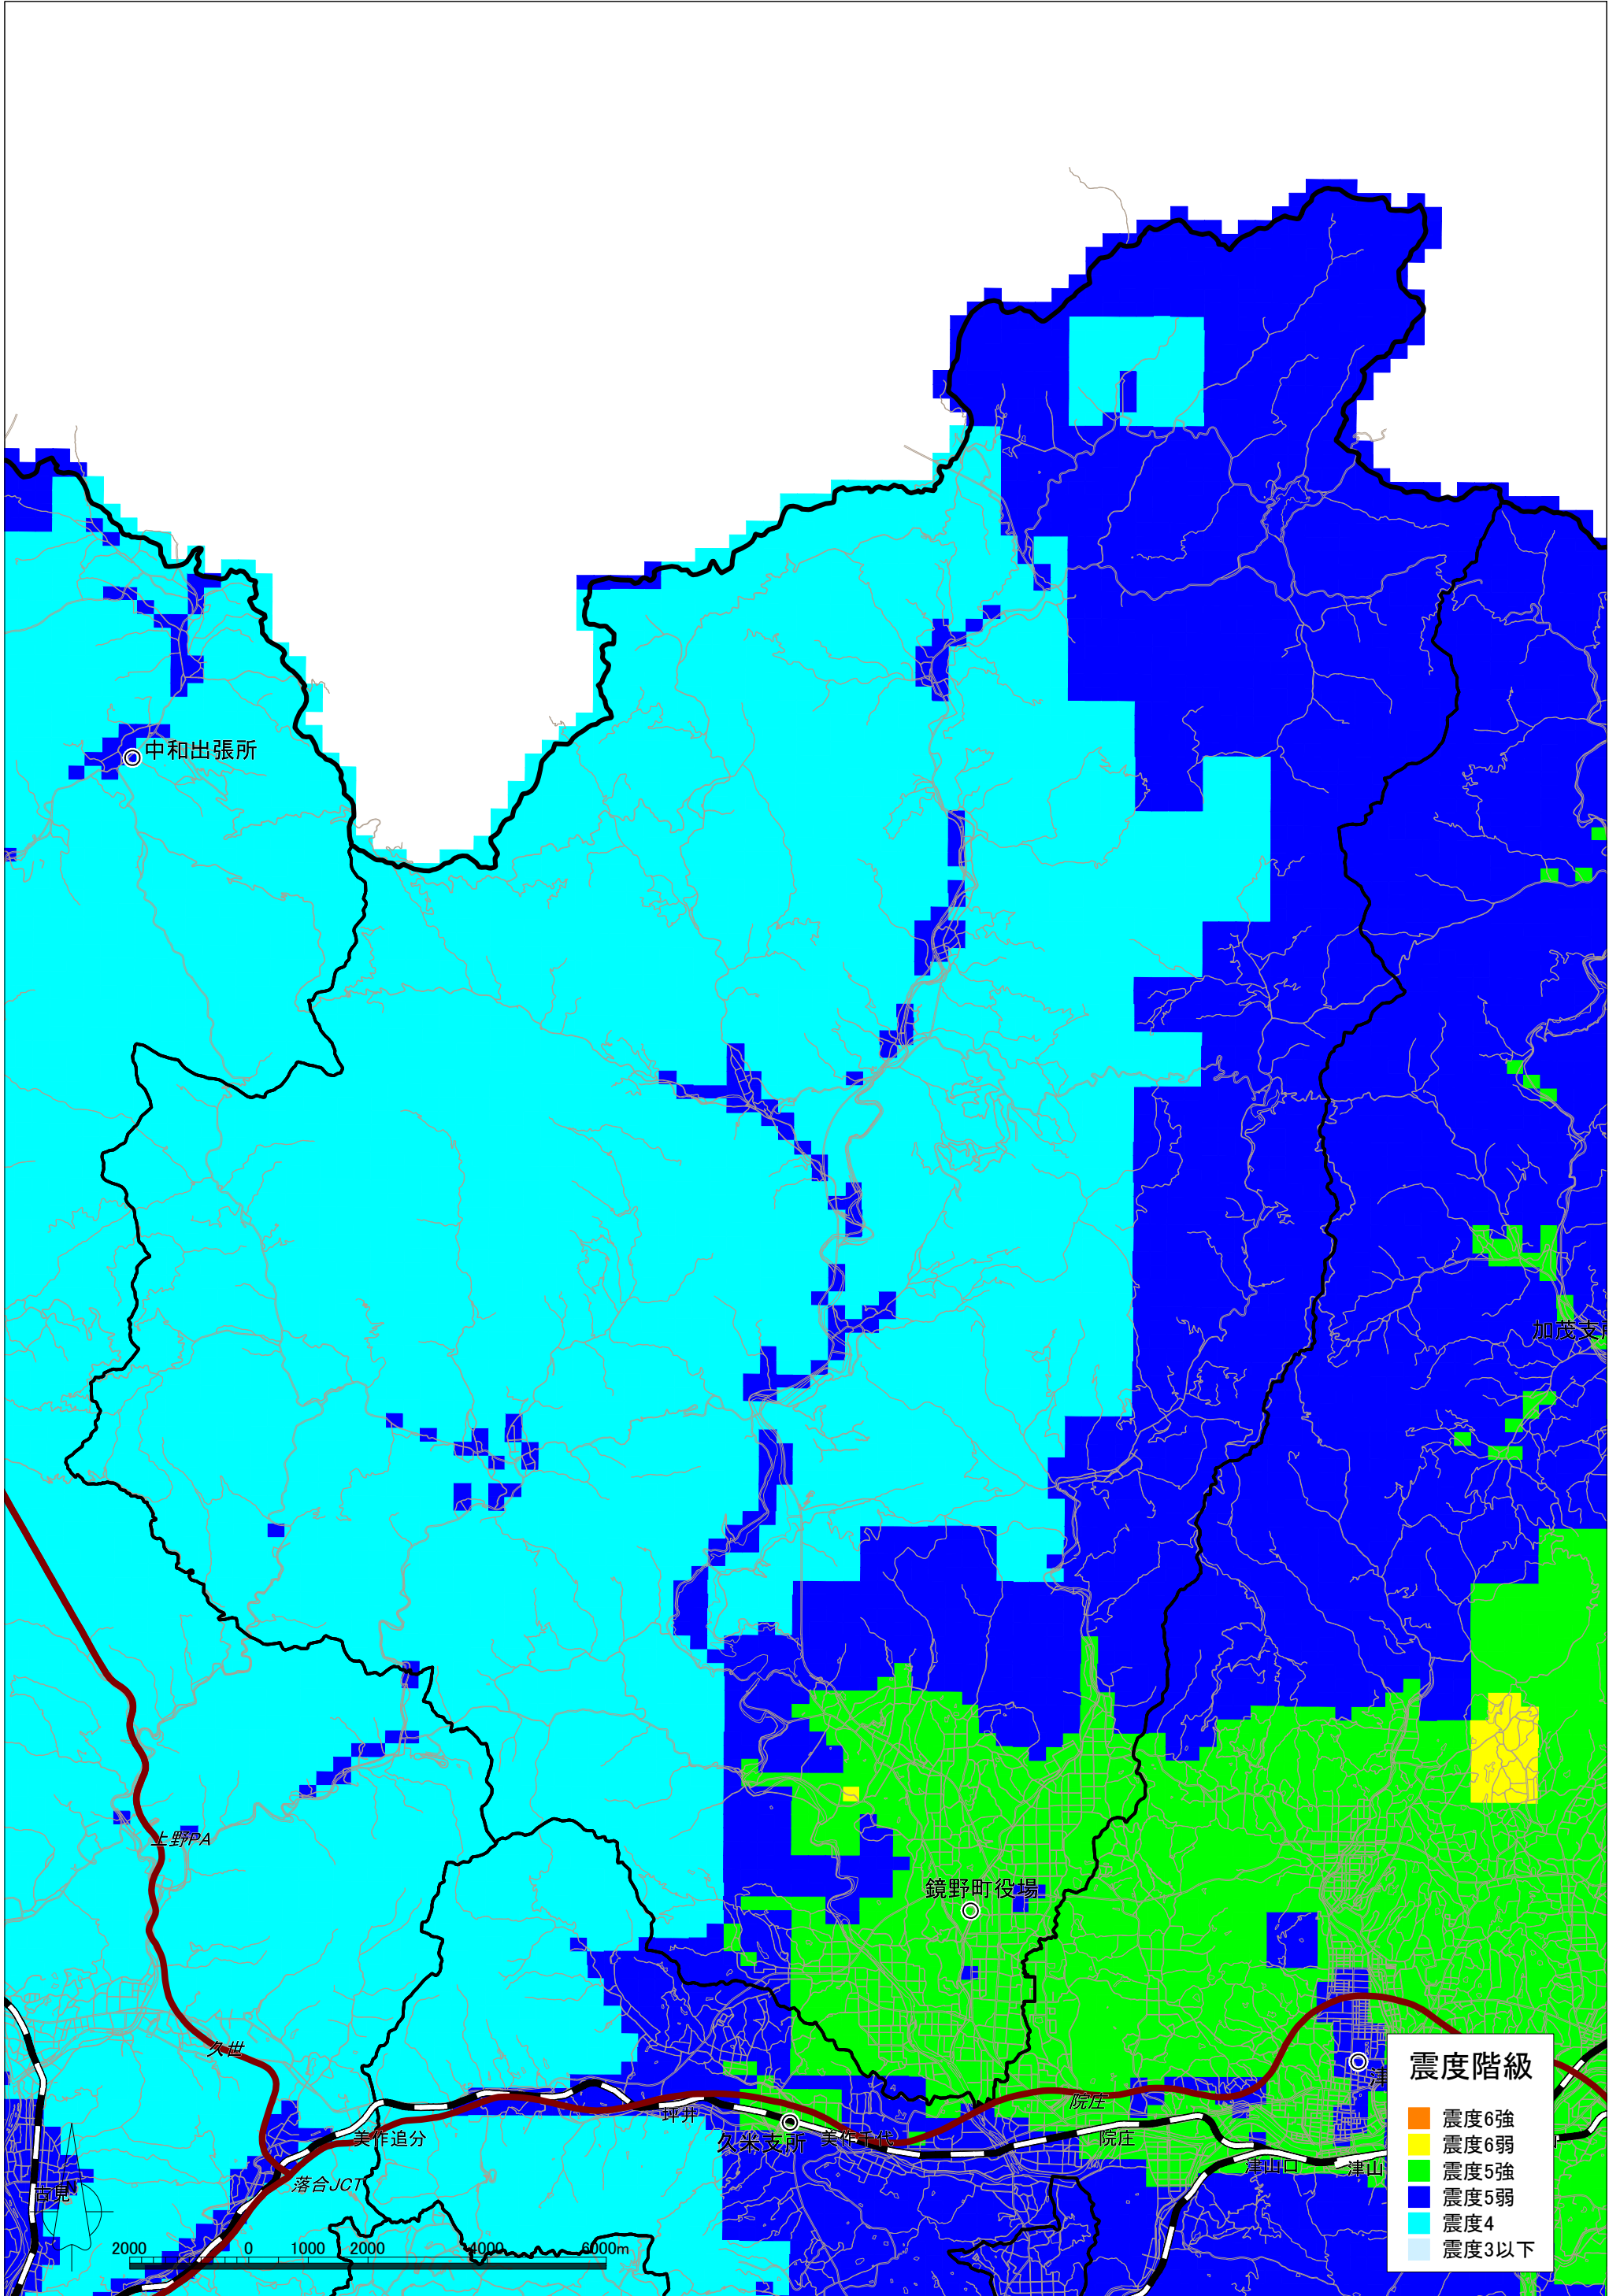 中和出張所
加茂支
上野PA
鏡野町役場
久世
津
坪井
院庄
美作追分
久米支所
美作千代
院庄
津山口
津山
落合JCT
古見
2000
0
1000
2000
4000
6000m
震度階級
震度6強
震度6弱
震度5強
震度5弱
震度4
震度3以下